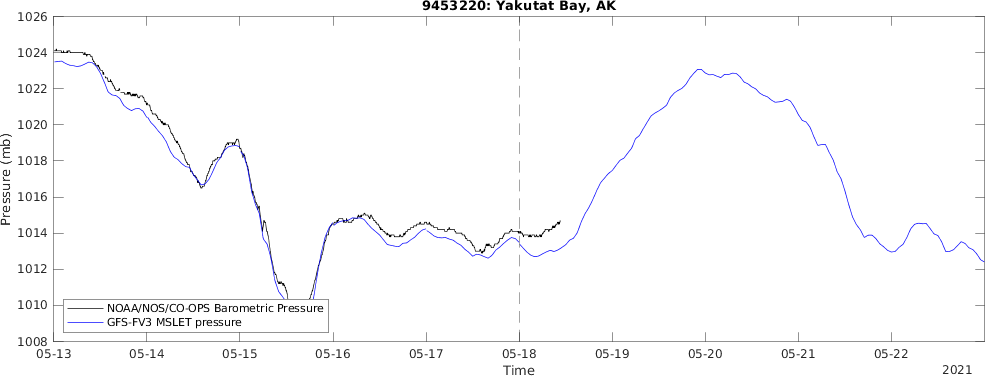 9453220: Yakutat Bay, AK
1026
1024
1022
1020
1018
1016
1014
1012
1010
1008
Pressure (mb)
NOAA/NOS/CO-OPS Barometric Pressure
GFS-FV3 MSLET pressure
05-13 05-14 05-15 05-16 05-17 05-18 05-19 05-20 05-21 05-22
Time
2021